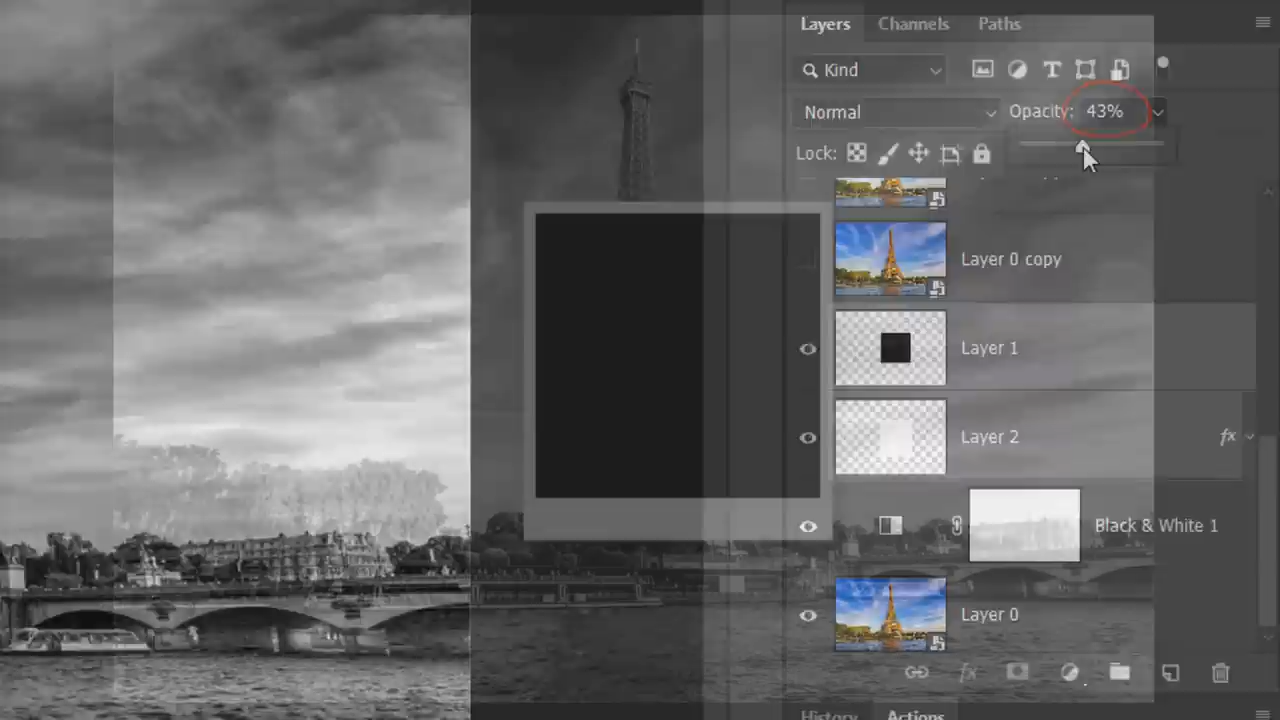 Layers Channels Paths
Kind
Normal Opacity: 43%
Lock:
Layer 0 copy
Layer 1
Layer 2 fx
Black & White 1
Layer 0
fx
History Actions